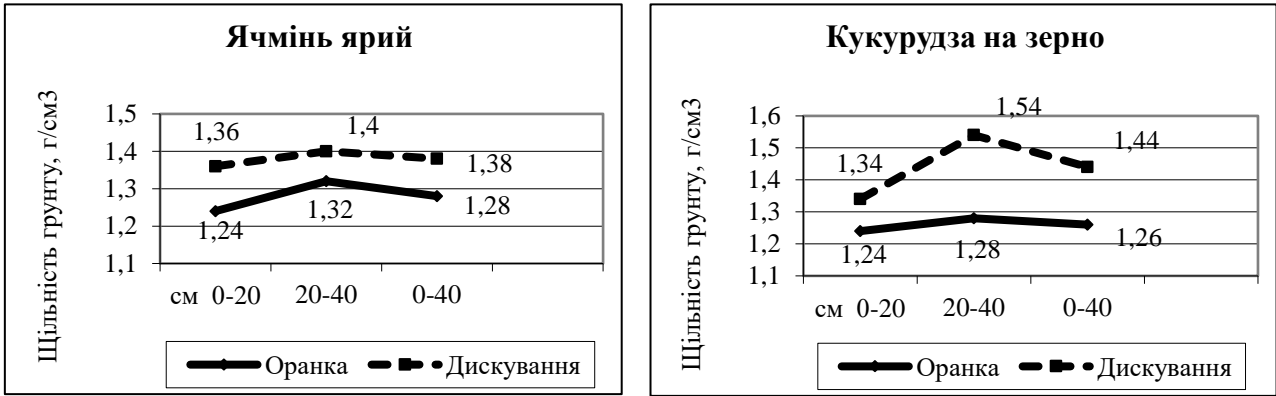 Ячмінь ярий
Щільність грунту, г/см3
1,5
1,4
1,3
1,2
1,1
1,36
1,4
1,38
1,24
1,32
1,28
см 0-20 20-40 0-40
Оранка Дискування
Кукурудза на зерно
Щільність грунту, г/см3
1,6
1,5
1,4
1,3
1,2
1,1
1,34
1,54
1,44
1,24
1,28
1,26
см 0-20 20-40 0-40
Оранка Дискування